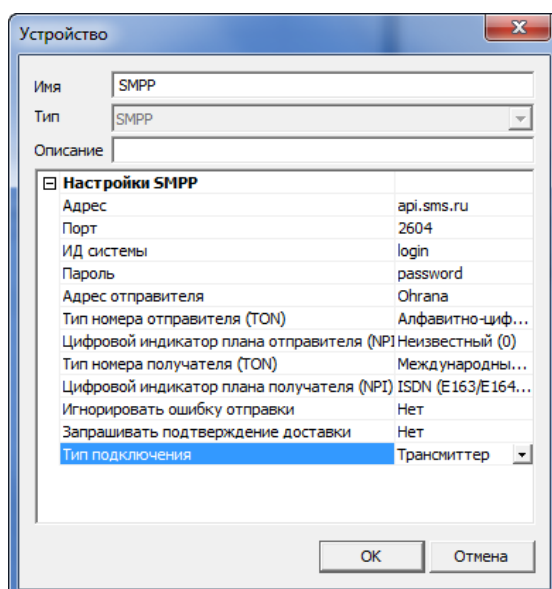 Устройство
Имя SMPP
Тип SMPP
Описание
Настройки SMPP
Адрес api.sms.ru
Порт 2604
ИД системы login
Пароль password
Адрес отправителя Ohrana
Тип номера отправителя (TON) Алфавитно-циф...
Цифровой индикатор плана отправителя (NPI Неизвестный (0)
Тип номера получателя (TON) Международны...
Цифровой индикатор плана получателя (NPI) ISDN (E163/E164...
Игнорировать ошибку отправки Нет
Запрашивать подтверждение доставки Нет
Тип подключения Трансмиттер
OK Отмена